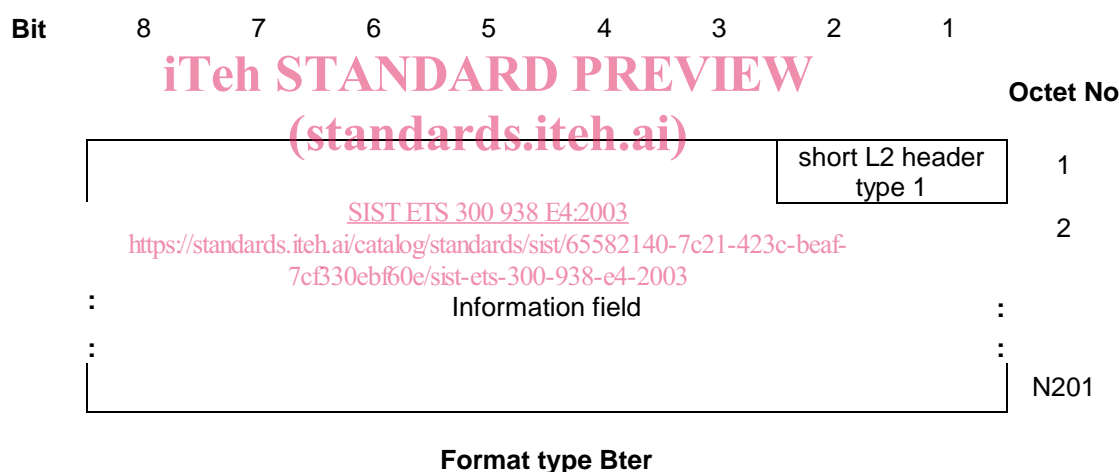 Bit 8 7 6 5 4 3 2 1
iTeh STANDARD PREVIEW
Octet No
(standards.iteh.ai)
short L2 header
type 1
1
SIST ETS 300 938 E4:2003
2
https://standards.iteh.ai/catalog/standards/sist/65582140-7c21-423c-beaf-
7cf330ebf60e/sist-ets-300-938-e4-2003
: Information field :
: :
N201
Format type Bter